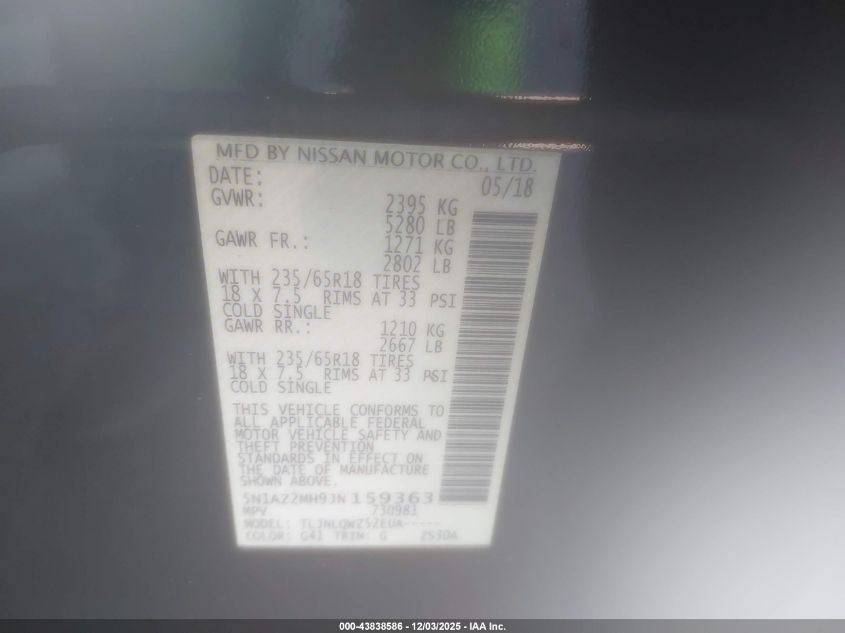 MFD BY NISSAN MOTOR CO., LTD.
DATE: 05/18
GVWR: 2395 KG
5280 LB
GAWR FR.: 1271 KG
2802 LB
WITH 235/65R18 TIRES
18 X 7.5 RIMS AT 33 PSI
COLD SINGLE
GAWR RR.: 1210 KG
2667 LB
WITH 235/65R18 TIRES
18 X 7.5 RIMS AT 33 PSI
COLD SINGLE
THIS VEHICLE CONFORMS TO
ALL APPLICABLE FEDERAL
MOTOR VEHICLE SAFETY AND
THEFT PREVENTION
STANDARDS IN EFFECT ON
THE DATE OF MANUFACTURE
SHOWN ABOVE.
5N1AZ2MH9JN159363
MPV 730981
MODEL: TLJNLQWZ52EUA-----
COLOR: G41 TRIM: G ZS30A
000-43838586 - 12/03/2025 - IAA Inc.